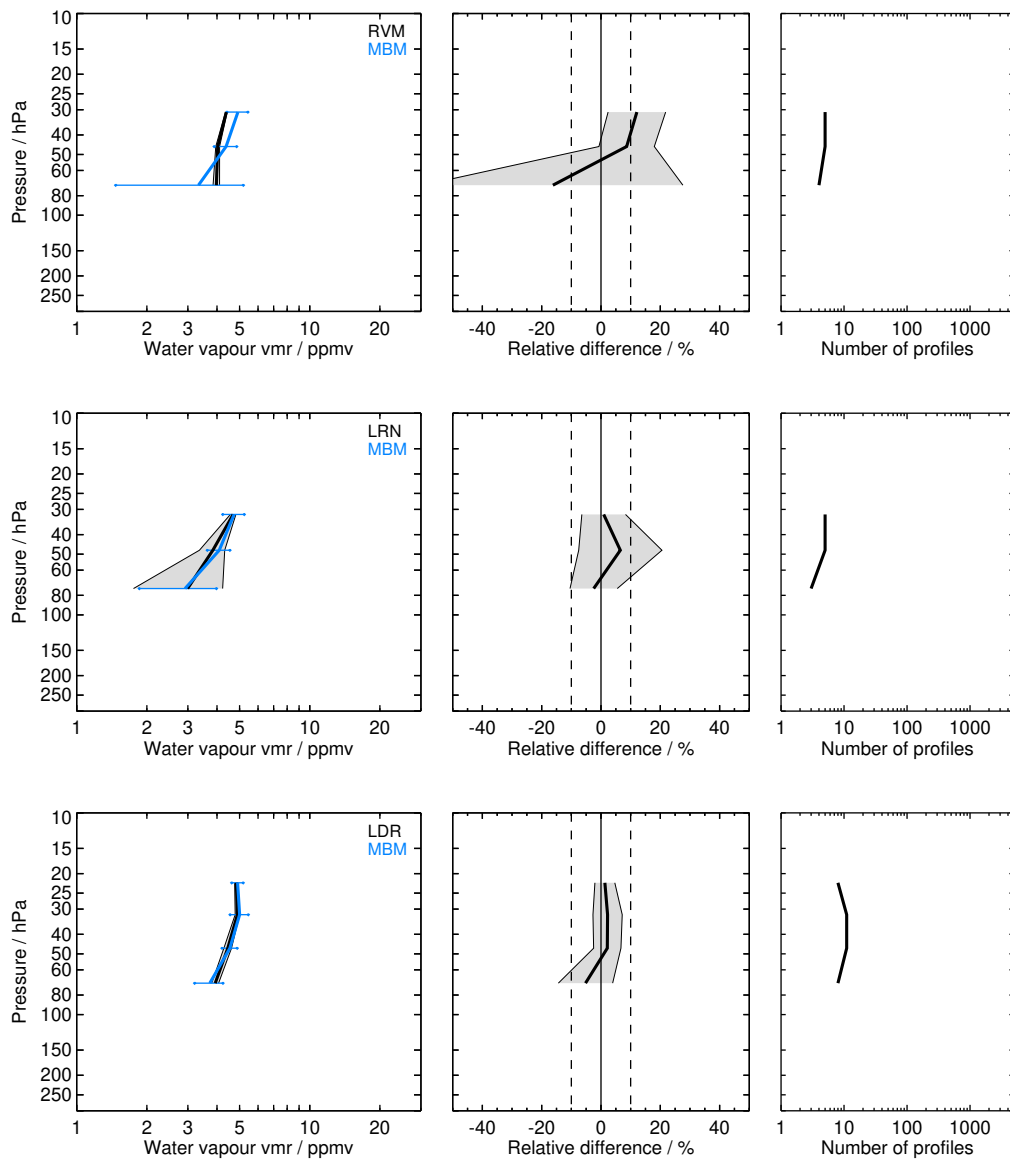 RVM
MBM
Pressure / hPa
10
15
20
25
30
40
50
60
80
100
150
200
250
1 2 3 5 10 20
Water vapour vmr / ppmv
-40 -20 0 20 40
Relative difference / %
1 10 100 1000
Number of profiles
LRN
MBM
Pressure / hPa
10
15
20
25
30
40
50
60
80
100
150
200
250
1 2 3 5 10 20
Water vapour vmr / ppmv
-40 -20 0 20 40
Relative difference / %
1 10 100 1000
Number of profiles
LDR
MBM
Pressure / hPa
10
15
20
25
30
40
50
60
80
100
150
200
250
1 2 3 5 10 20
Water vapour vmr / ppmv
-40 -20 0 20 40
Relative difference / %
1 10 100 1000
Number of profiles